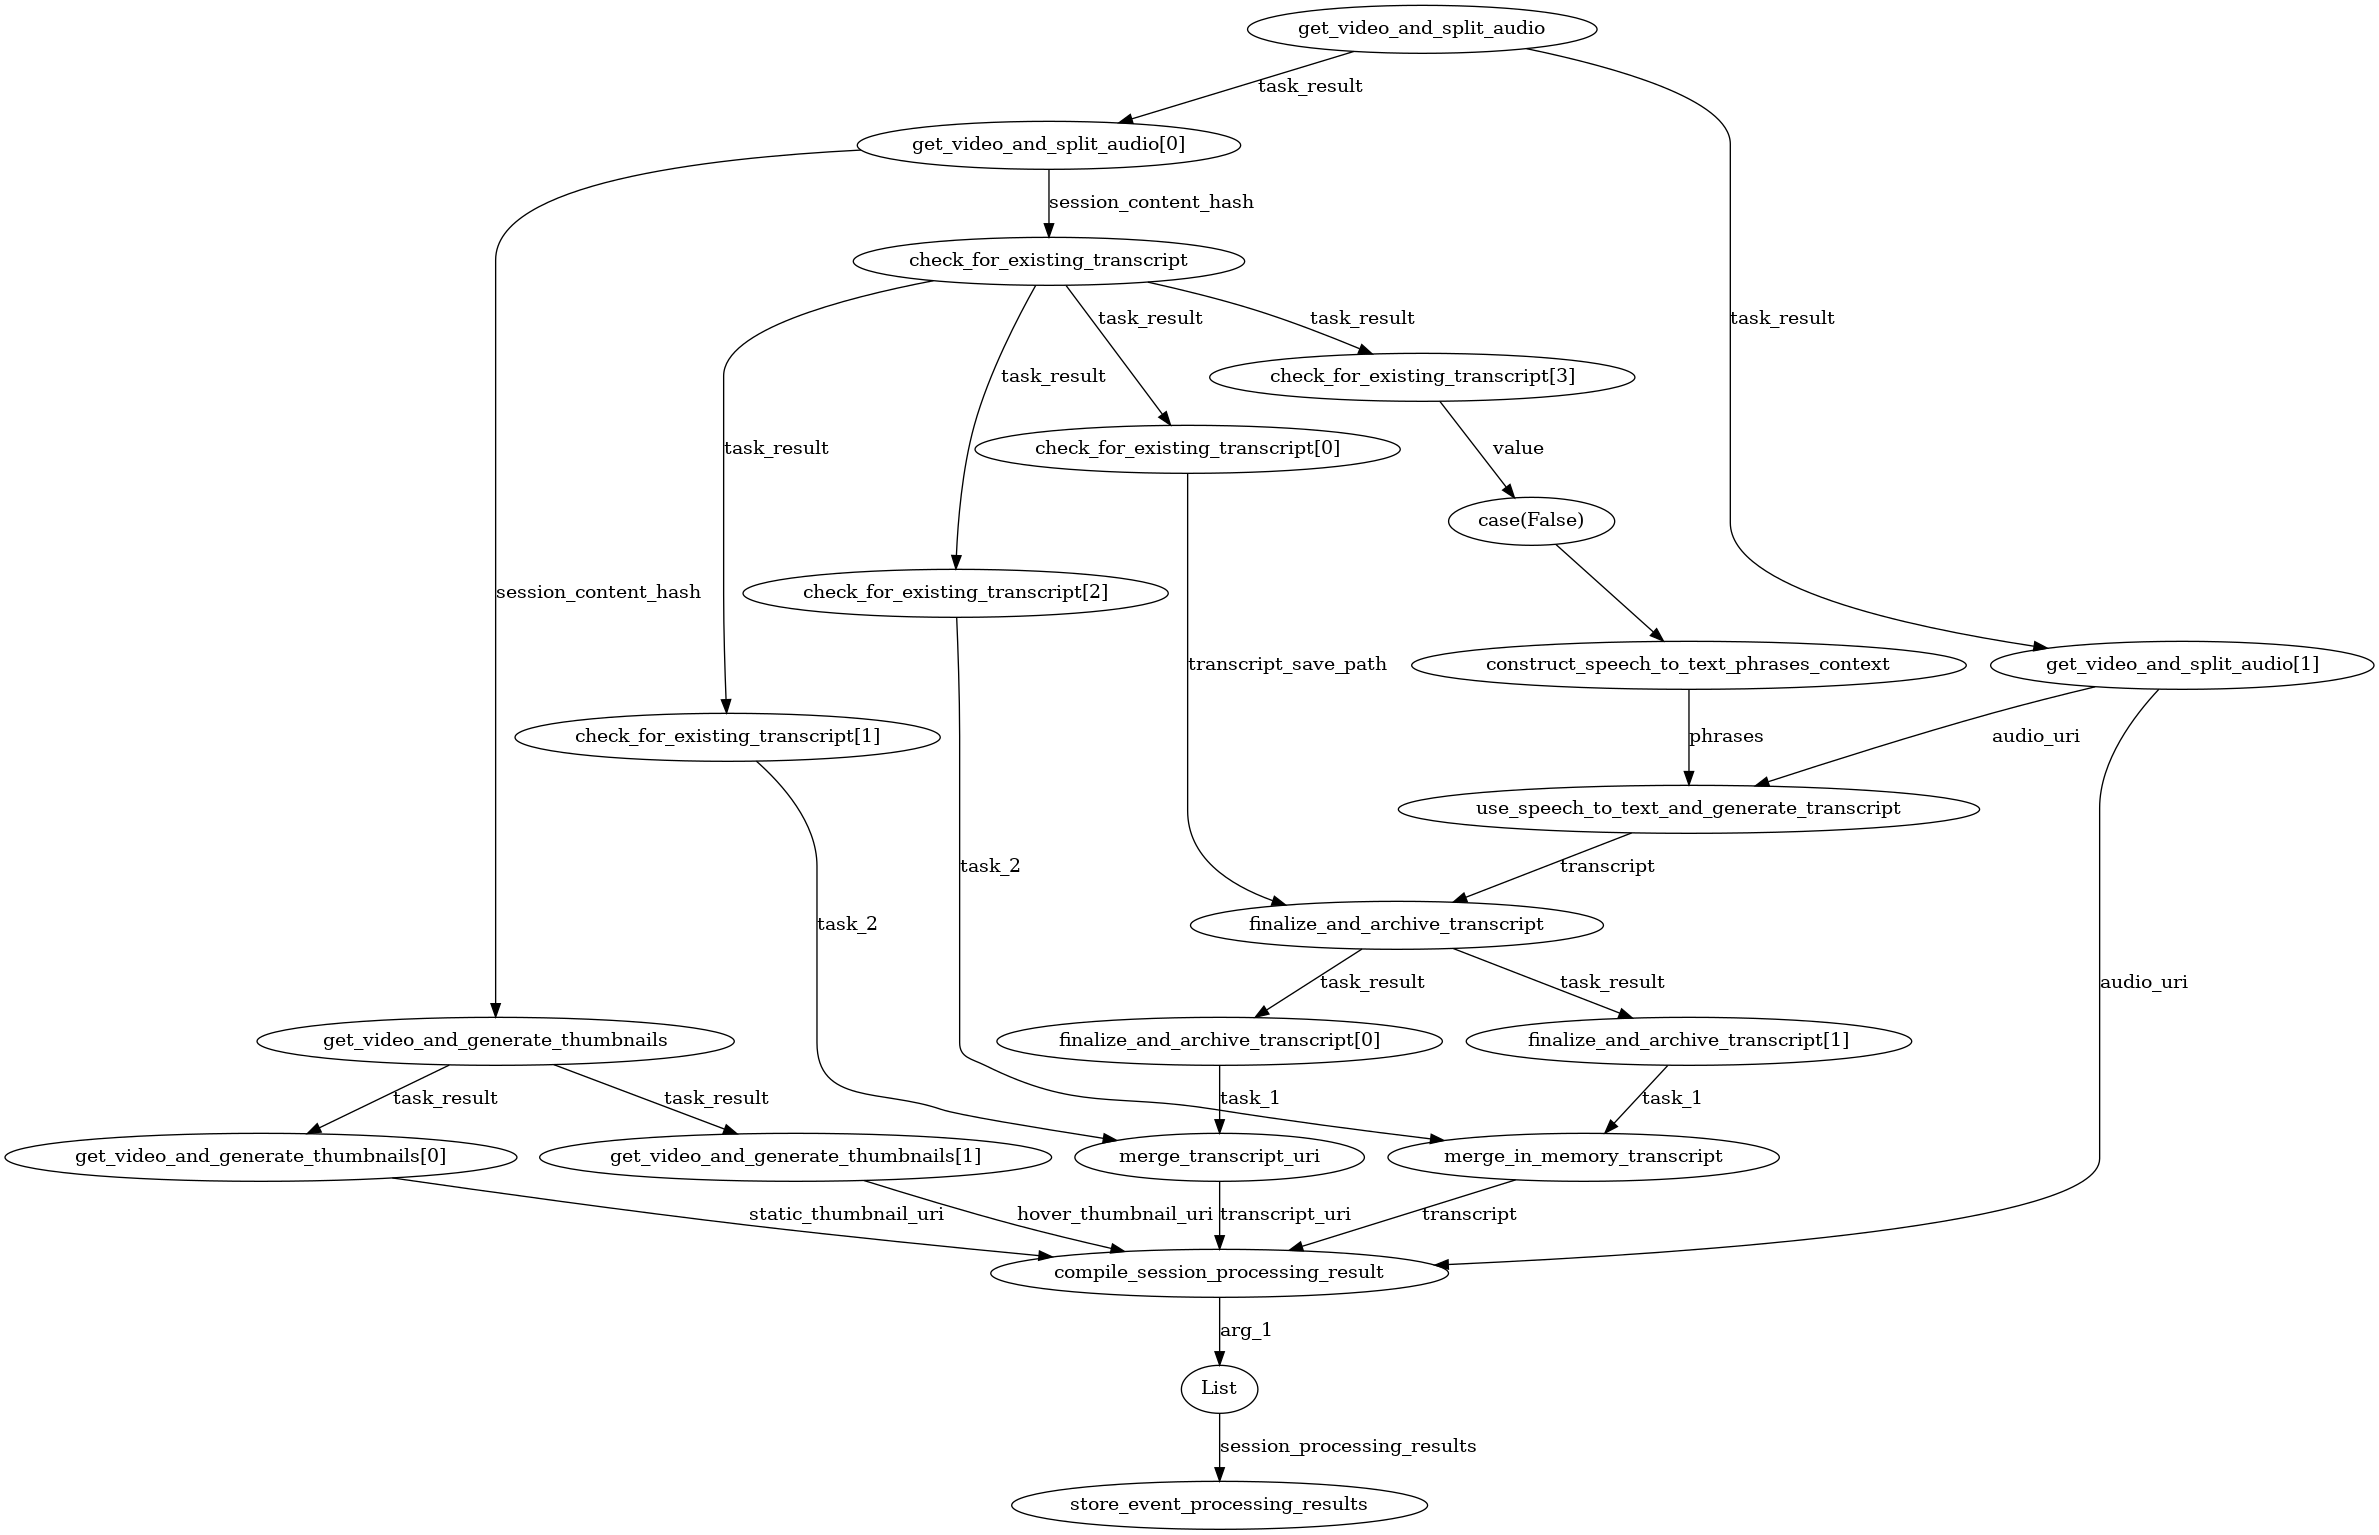 get_video_and_split_audio
task_result
get_video_and_split_audio[0]
session_content_hash
check_for_existing_transcript
task_result
task_result
task_result
task_result
check_for_existing_transcript[3]
check_for_existing_transcript[0]
task_result
value
case(False)
session_content_hash
check_for_existing_transcript[2]
transcript_save_path
construct_speech_to_text_phrases_context
get_video_and_split_audio[1]
check_for_existing_transcript[1]
phrases
audio_uri
use_speech_to_text_and_generate_transcript
task_2
transcript
task_2
finalize_and_archive_transcript
task_result
task_result
audio_uri
get_video_and_generate_thumbnails
finalize_and_archive_transcript[0]
finalize_and_archive_transcript[1]
task_result
task_result
task_1
task_1
get_video_and_generate_thumbnails[0]
get_video_and_generate_thumbnails[1]
merge_transcript_uri
merge_in_memory_transcript
static_thumbnail_uri
hover_thumbnail_uri
transcript_uri
transcript
compile_session_processing_result
arg_1
List
session_processing_results
store_event_processing_results